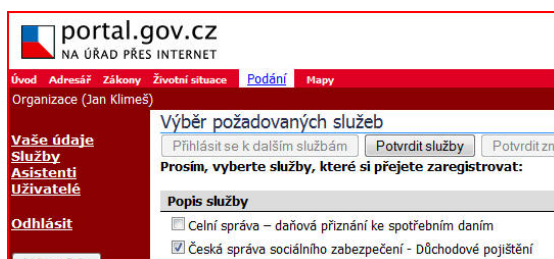 portal.gov.cz
NA ÚŘAD PŘES INTERNET
Úvod Adresář Zákony Životní situace Podání Mapy
Organizace (Jan Klimeš)
Vaše údaje
Služby
Asistenti
Uživatelé
Odhlásit
Výběr požadovaných služeb
Přihlásit se k dalším službám Potvrdit služby Potvrdit
Prosím, vyberte služby, které si přejete zaregistrovat:
Popis služby
Celní správa – daňová přiznání ke spotřebním daním
Česká správa sociálního zabezpečení - Důchodové pojištění